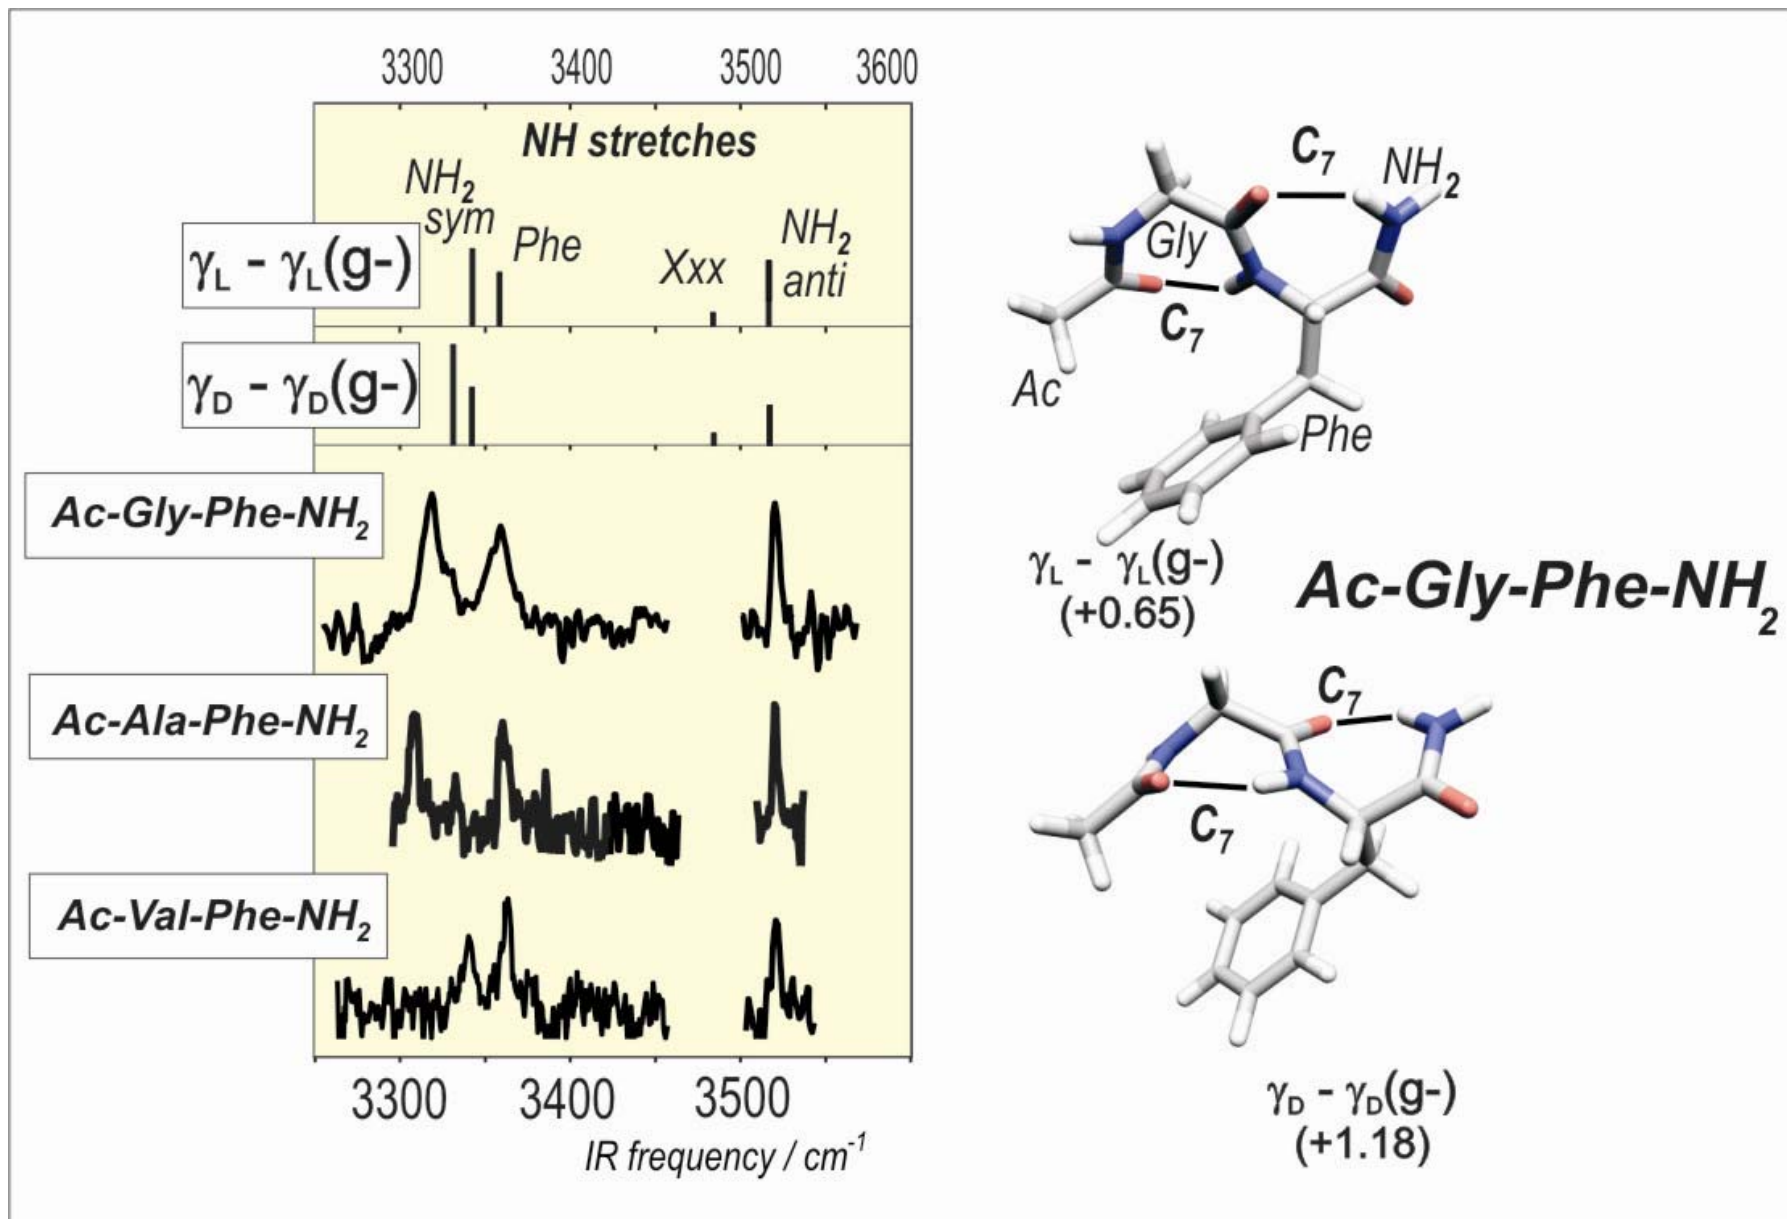 3300 3400 3500 3600
NH stretches
NH₂
sym
Phe
Xxx
NH₂
anti
γL - γL(g-)
γD - γD(g-)
Ac-Gly-Phe-NH₂
Ac-Ala-Phe-NH₂
Ac-Val-Phe-NH₂
3300 3400 3500
IR frequency / cm⁻¹
C₇
NH₂
Gly
C₇
Ac
Phe
γL - γL(g-)
(+0.65)
Ac-Gly-Phe-NH₂
C₇
C₇
γD - γD(g-)
(+1.18)